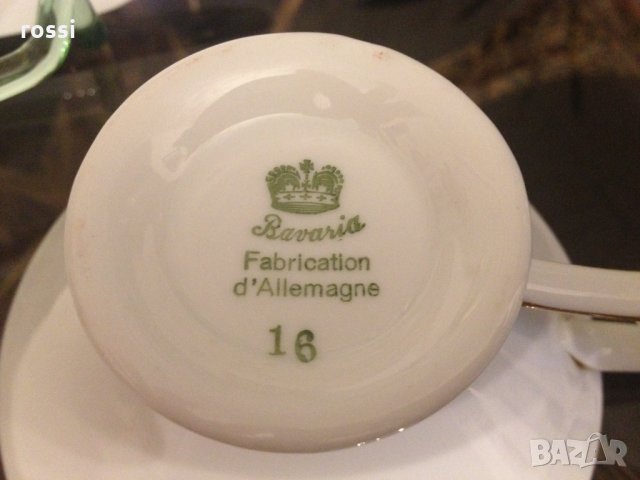 rossi
Bavaria
Fabrication
d'Allemagne
16
BAZAR